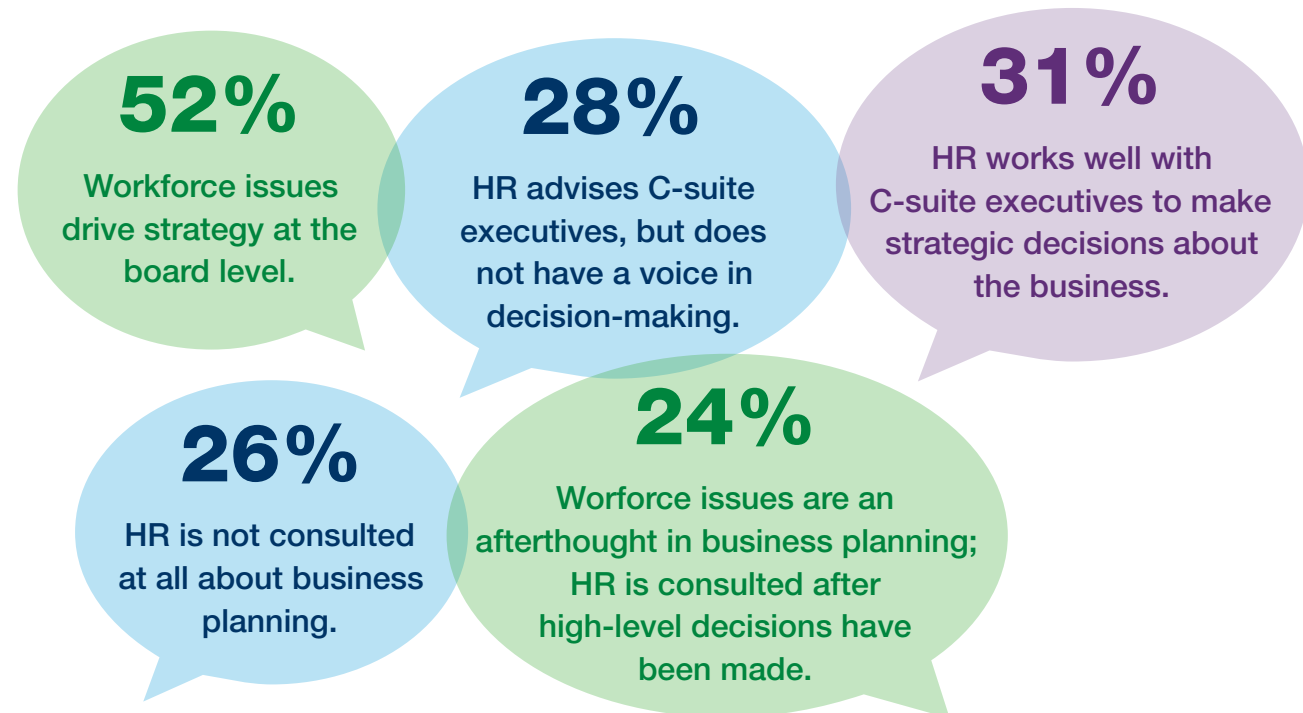 52%
Workforce issues
drive strategy at the
board level.
28%
HR advises C-suite
executives, but does
not have a voice in
decision-making.
31%
HR works well with
C-suite executives to make
strategic decisions about
the business.
26%
HR is not consulted
at all about business
planning.
24%
Worforce issues are an
afterthought in business planning;
HR is consulted after
high-level decisions have
been made.